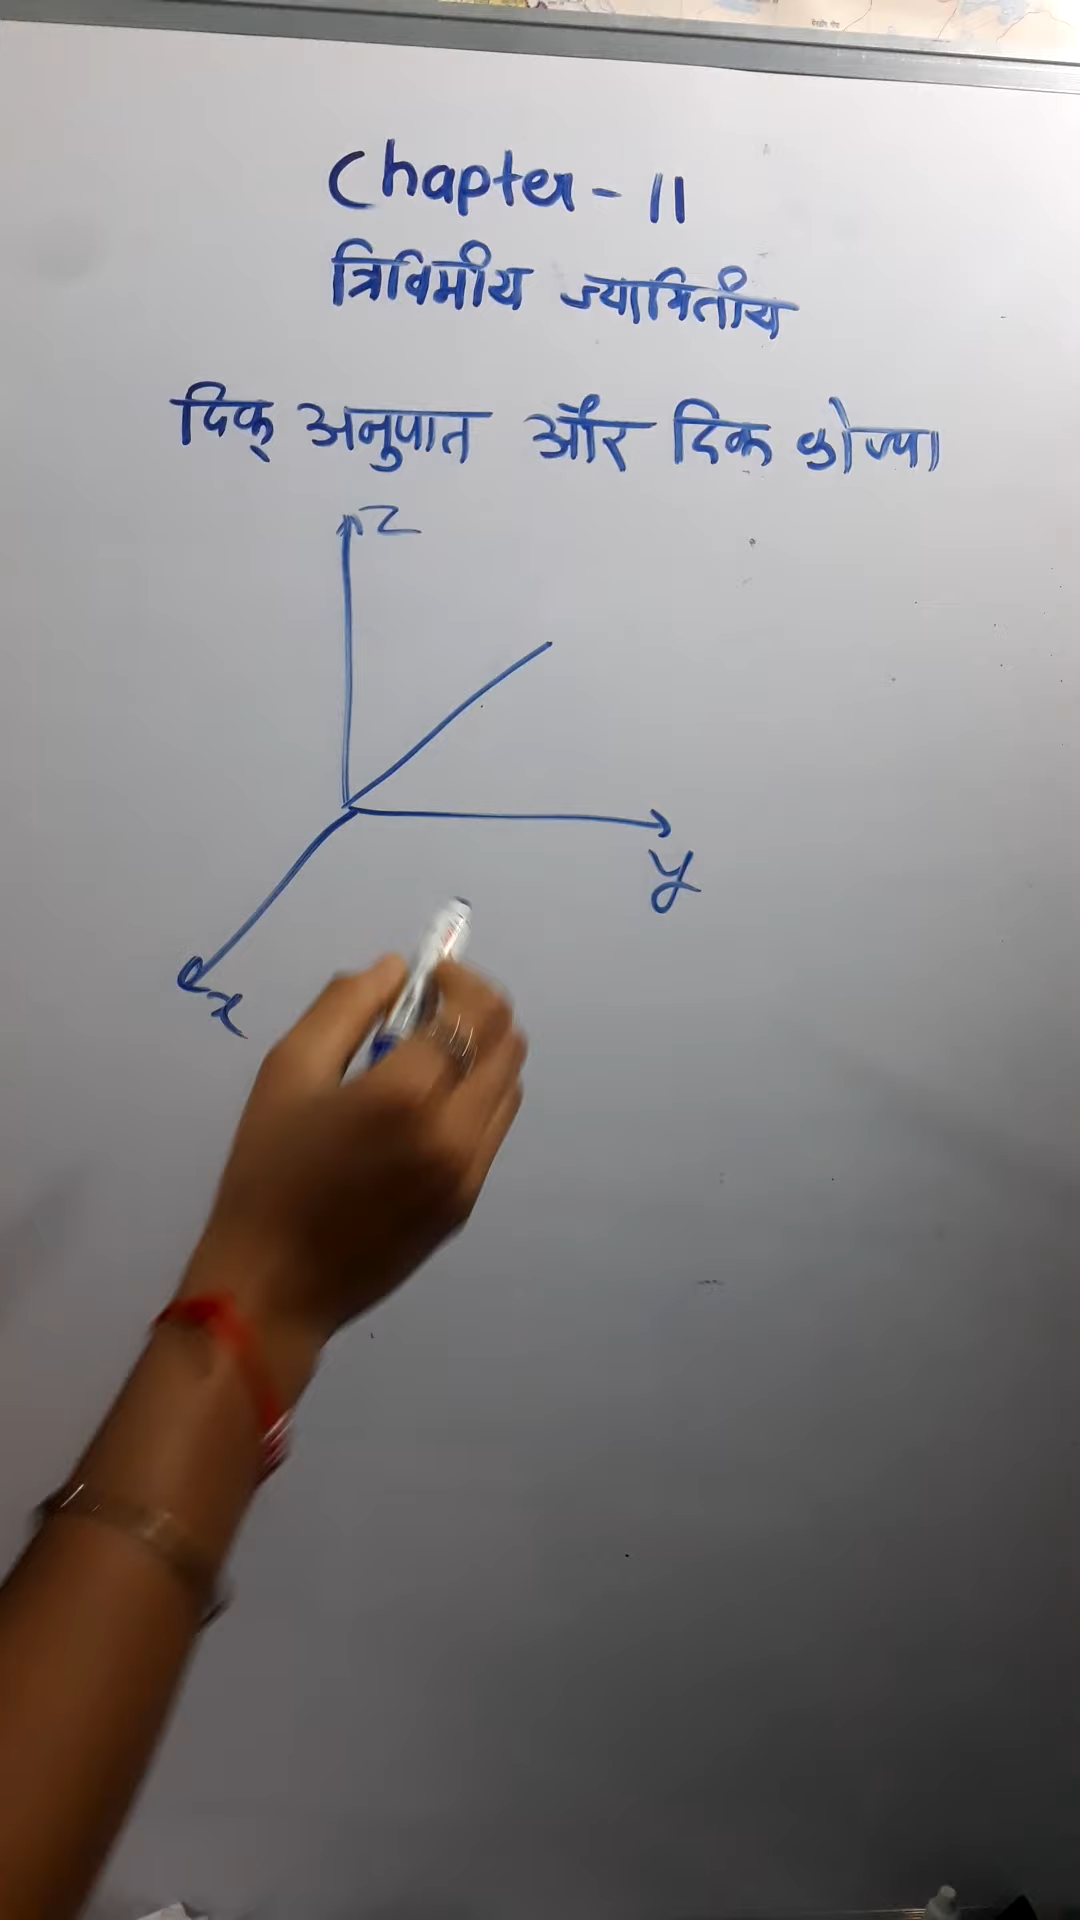 Chapter - 11
त्रिविमीय ज्यामितीय
दिक् अनुपात और दिक कोज्या
z
y
x